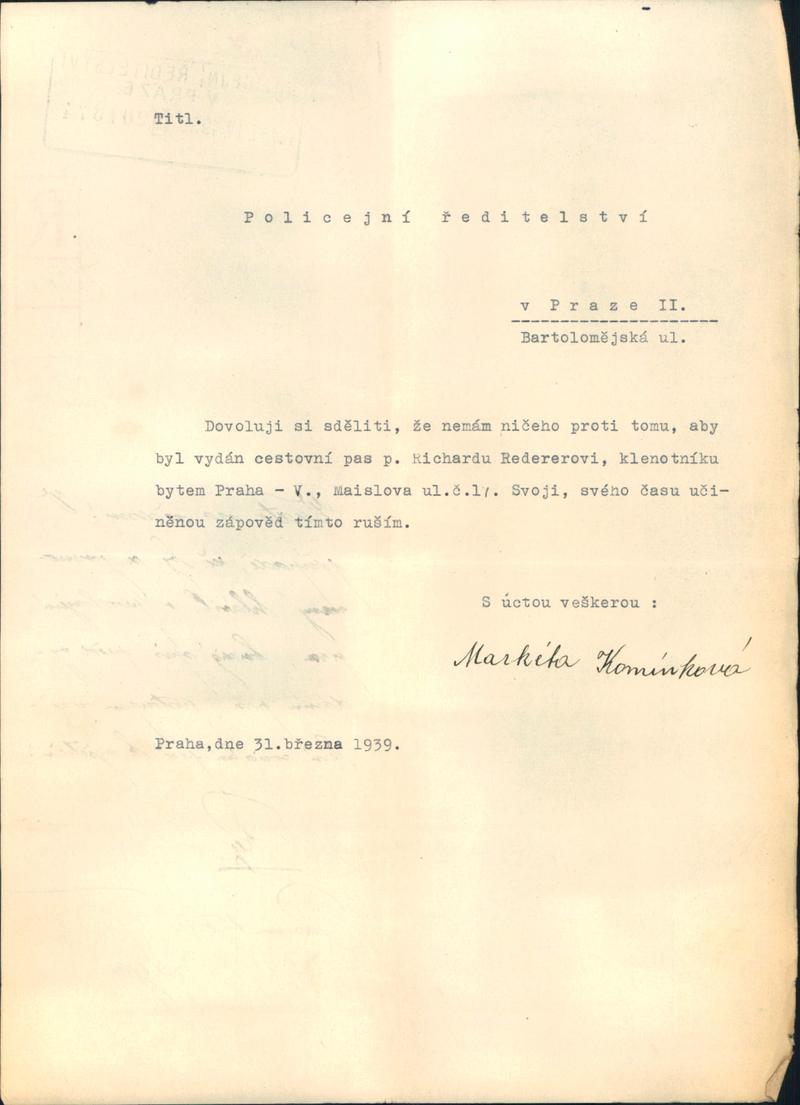 Titl.
Policejní ředitelství
v Praze II.
Bartolomějská ul.
Dovoluji si sděliti, že nemám ničeho proti tomu, aby
byl vydán cestovní pas p. Richardu Redererovi, klenotníku
bytem Praha - V., Maislova ul.č.17. Svoji, svého času uči-
něnou zápověd tímto ruším.
S úctou veškerou :
Markéta Komínková
Praha,dne 31.března 1939.